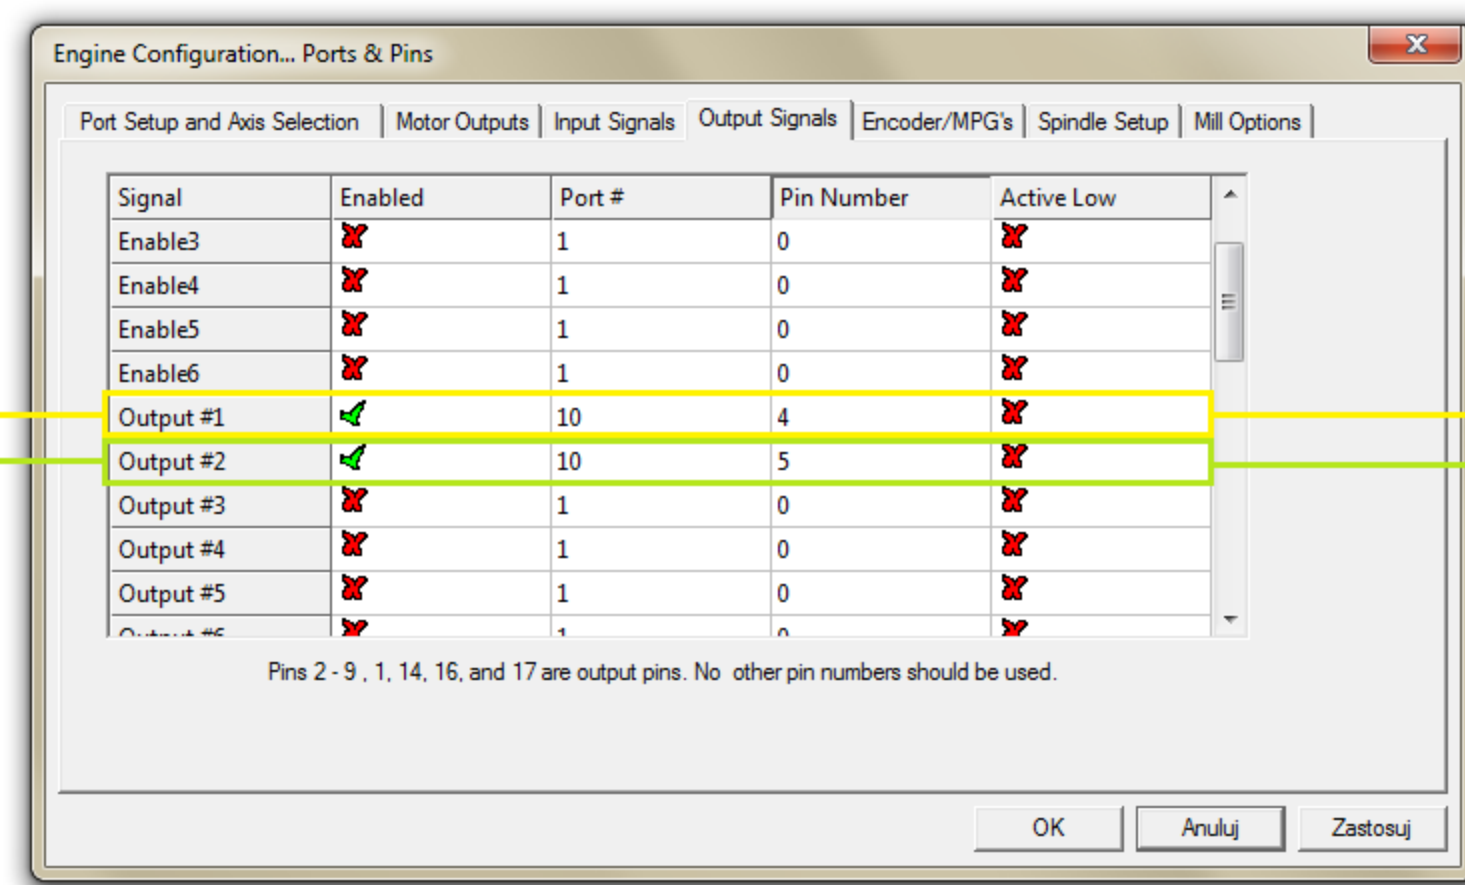 Engine Configuration... Ports & Pins
Port Setup and Axis Selection Motor Outputs Input Signals Output Signals Encoder/MPG's Spindle Setup Mill Options
Signal Enabled Port # Pin Number Active Low
Enable3 1 0
Enable4 1 0
Enable5 1 0
Enable6 1 0
Output #1 10 4
Output #2 10 5
Output #3 1 0
Output #4 1 0
Output #5 1 0
Output #6 1 0
Pins 2 - 9 , 1, 14, 16, and 17 are output pins. No other pin numbers should be used.
OK Anuluj Zastosuj